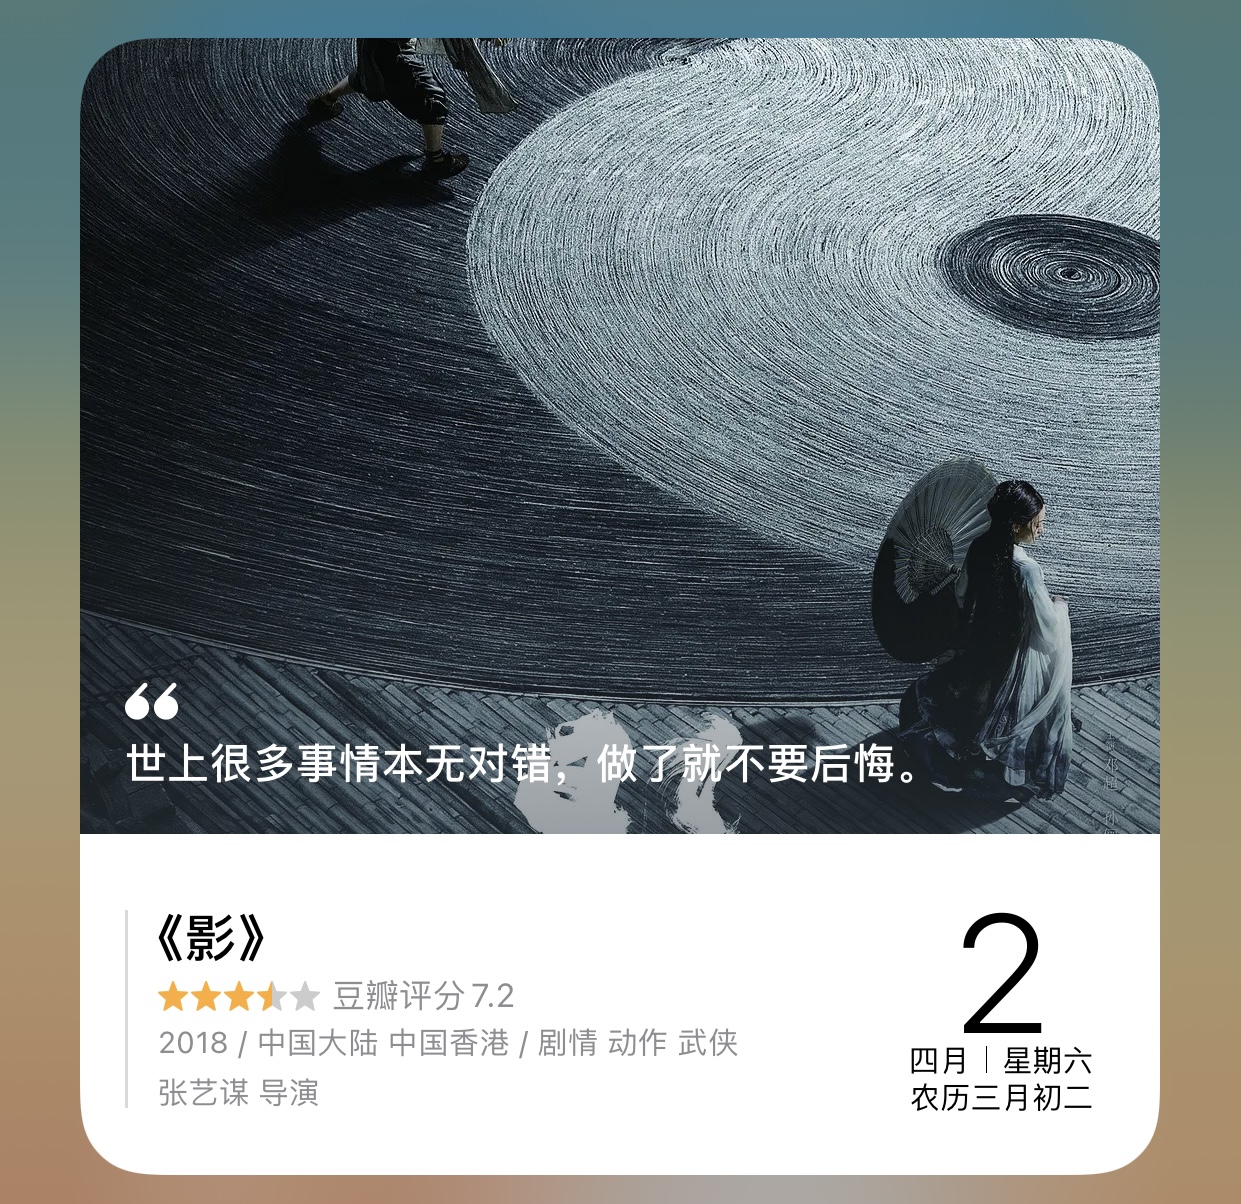 世上很多事情本无对错，做了就不要后悔。
《影》
豆瓣评分 7.2
2018 / 中国大陆 中国香港 / 剧情 动作 武侠
张艺谋 导演
2
四月｜星期六
农历三月初二